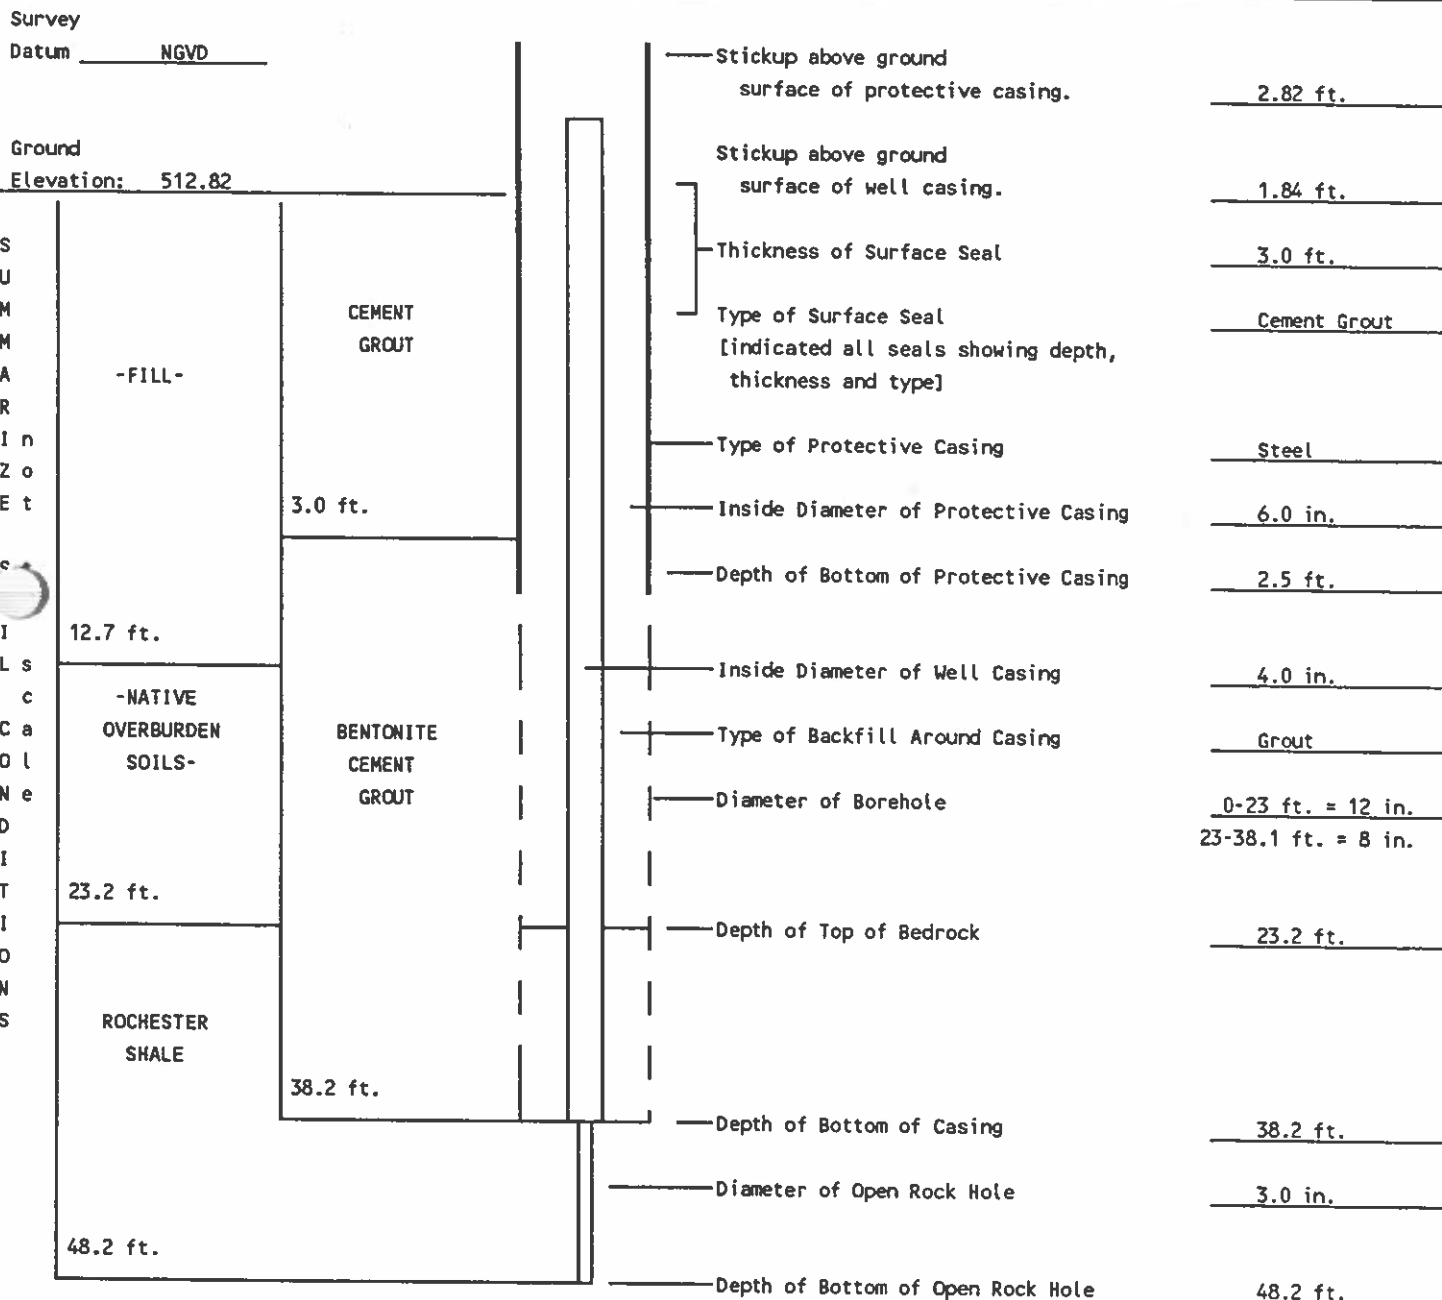 Survey
Datum NGVD
Stickup above ground
surface of protective casing. 2.82 ft.
Ground
Elevation: 512.82
Stickup above ground
surface of well casing. 1.84 ft.
Thickness of Surface Seal 3.0 ft.
CEMENT
GROUT
Type of Surface Seal Cement Grout
[indicated all seals showing depth,
thickness and type]
-FILL-
Type of Protective Casing Steel
3.0 ft.
Inside Diameter of Protective Casing 6.0 in.
Depth of Bottom of Protective Casing 2.5 ft.
12.7 ft.
Inside Diameter of Well Casing 4.0 in.
-NATIVE
OVERBURDEN
SOILS-
BENTONITE
CEMENT
GROUT
Type of Backfill Around Casing Grout
Diameter of Borehole 0-23 ft. = 12 in.
23-38.1 ft. = 8 in.
23.2 ft.
Depth of Top of Bedrock 23.2 ft.
ROCHESTER
SHALE
38.2 ft.
Depth of Bottom of Casing 38.2 ft.
Diameter of Open Rock Hole 3.0 in.
48.2 ft.
Depth of Bottom of Open Rock Hole 48.2 ft.
SUMMARIZE
CONDITIONS
not
scale